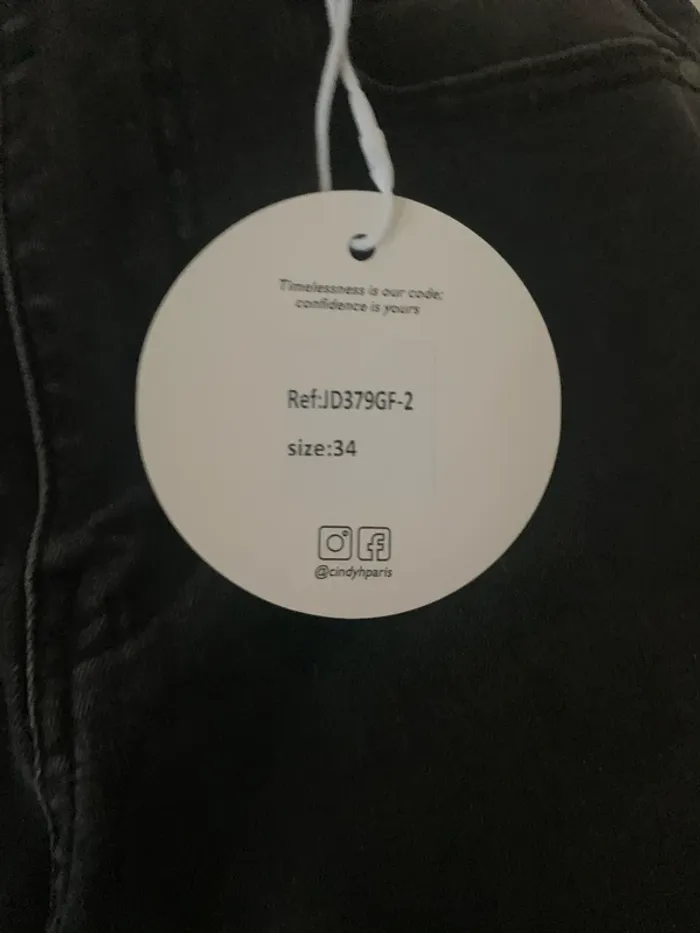 Timelessness is our code;
confidence is yours
Ref:JD379GF-2
size:34
@cindyhparis